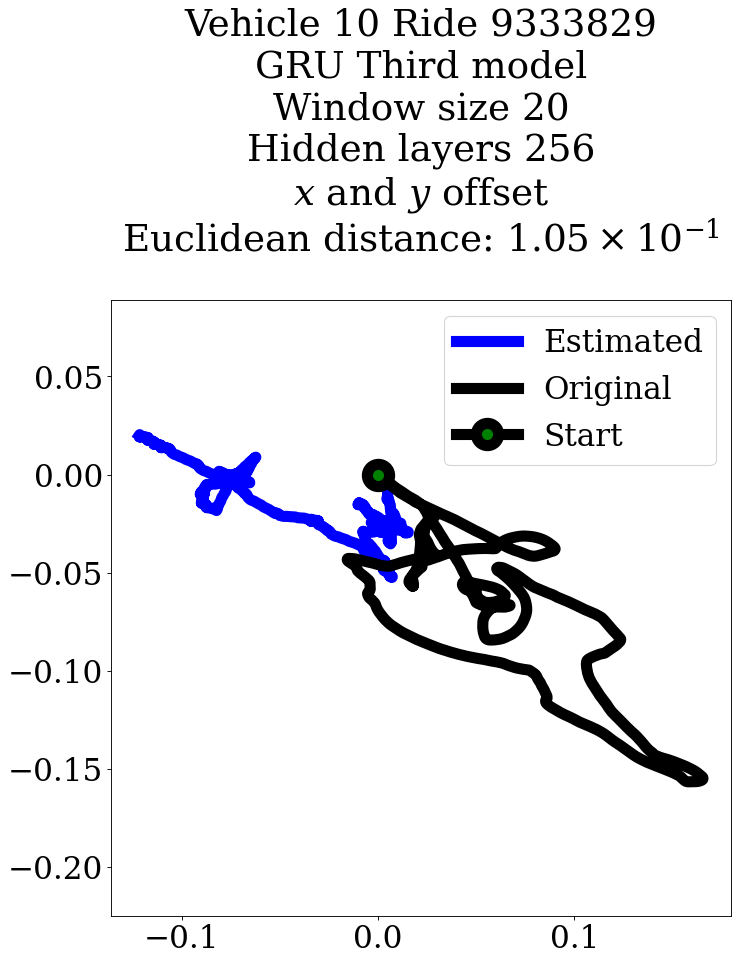 Vehicle 10 Ride 9333829
GRU Third model
Window size 20
Hidden layers 256
x and y offset
Euclidean distance: 1.05 × 10⁻¹
Estimated
Original
Start
0.05
0.00
−0.05
−0.10
−0.15
−0.20
−0.1 0.0 0.1